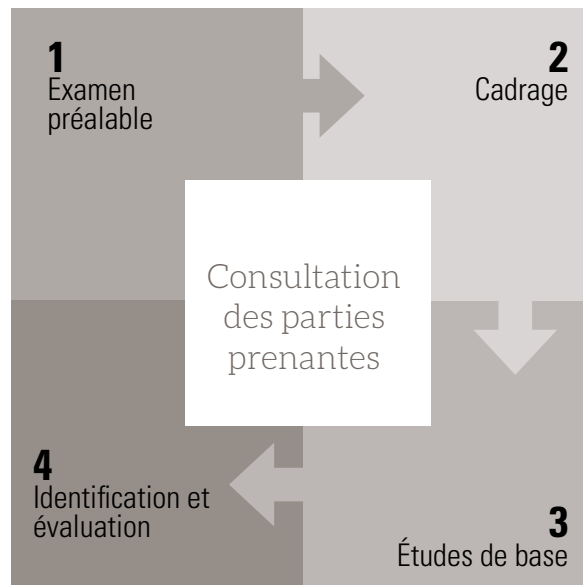 1
Examen
préalable
2
Cadrage
Consultation
des parties
prenantes
3
Études de base
4
Identification et
évaluation